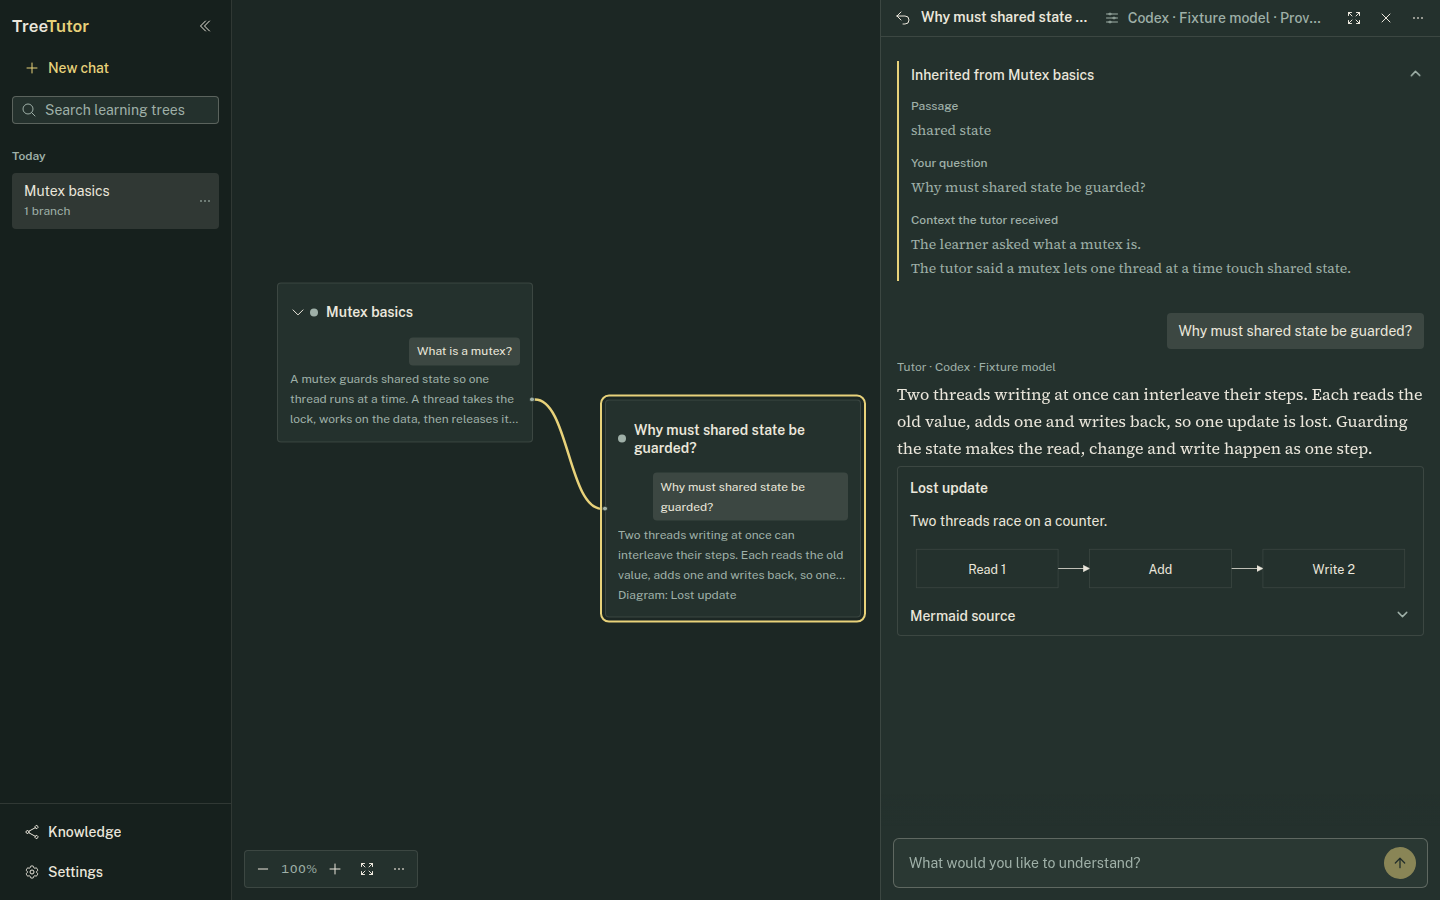 TreeTutor
New chat
Search learning trees
Today
Mutex basics
1 branch
Knowledge
Settings
Mutex basics
What is a mutex?
A mutex guards shared state so one
thread runs at a time. A thread takes the
lock, works on the data, then releases it...
Why must shared state be
guarded?
Why must shared state be
guarded?
Two threads writing at once can
interleave their steps. Each reads the old
value, adds one and writes back, so one...
Diagram: Lost update
100%
Why must shared state ...
Codex · Fixture model · Prov...
Inherited from Mutex basics
Passage
shared state
Your question
Why must shared state be guarded?
Context the tutor received
The learner asked what a mutex is.
The tutor said a mutex lets one thread at a time touch shared state.
Why must shared state be guarded?
Tutor · Codex · Fixture model
Two threads writing at once can interleave their steps. Each reads the
old value, adds one and writes back, so one update is lost. Guarding
the state makes the read, change and write happen as one step.
Lost update
Two threads race on a counter.
Read 1
Add
Write 2
Mermaid source
What would you like to understand?